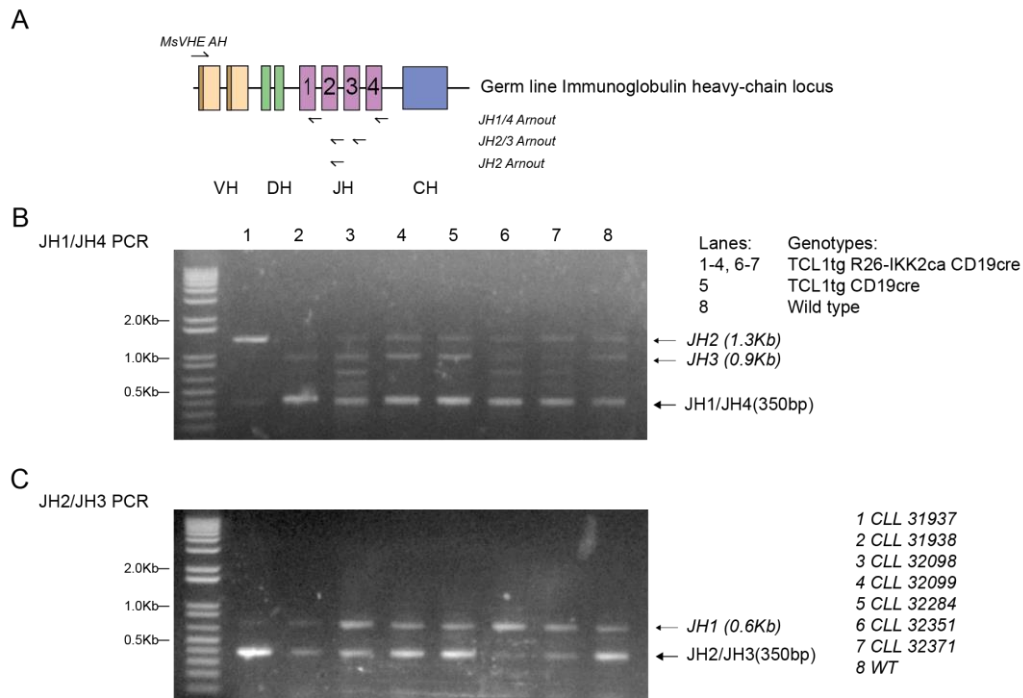 A
MsVHE AH
1 2 3 4
Germ line Immunoglobulin heavy-chain locus
JH1/4 Arnout
JH2/3 Arnout
JH2 Arnout
VH DH JH CH
B
JH1/JH4 PCR
1 2 3 4 5 6 7 8
Lanes: Genotypes:
1-4, 6-7 TCL1tg R26-IKK2ca CD19cre
5 TCL1tg CD19cre
8 Wild type
2.0Kb
1.0Kb
0.5Kb
JH2 (1.3Kb)
JH3 (0.9Kb)
JH1/JH4(350bp)
C
JH2/JH3 PCR
2.0Kb
1.0Kb
0.5Kb
JH1 (0.6Kb)
JH2/JH3(350bp)
1 CLL 31937
2 CLL 31938
3 CLL 32098
4 CLL 32099
5 CLL 32284
6 CLL 32351
7 CLL 32371
8 WT